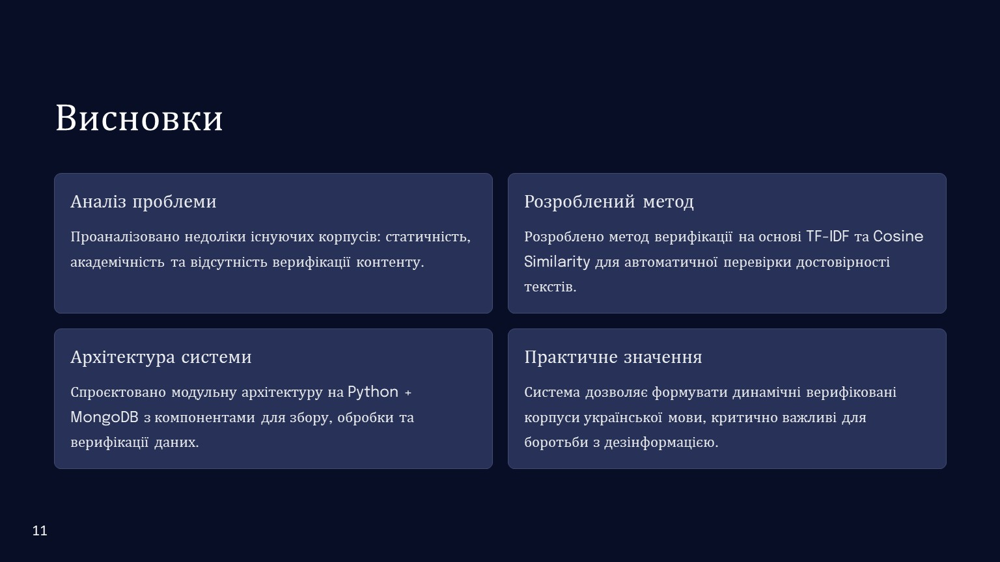 Висновки
Аналіз проблеми
Проаналізовано недоліки існуючих корпусів: статичність,
академічність та відсутність верифікації контенту.
Розроблений метод
Розроблено метод верифікації на основі TF-IDF та Cosine
Similarity для автоматичної перевірки достовірності
текстів.
Архітектура системи
Спроєктовано модульну архітектуру на Python +
MongoDB з компонентами для збору, обробки та
верифікації даних.
Практичне значення
Система дозволяє формувати динамічні верифіковані
корпуси української мови, критично важливі для
боротьби з дезінформацією.
11